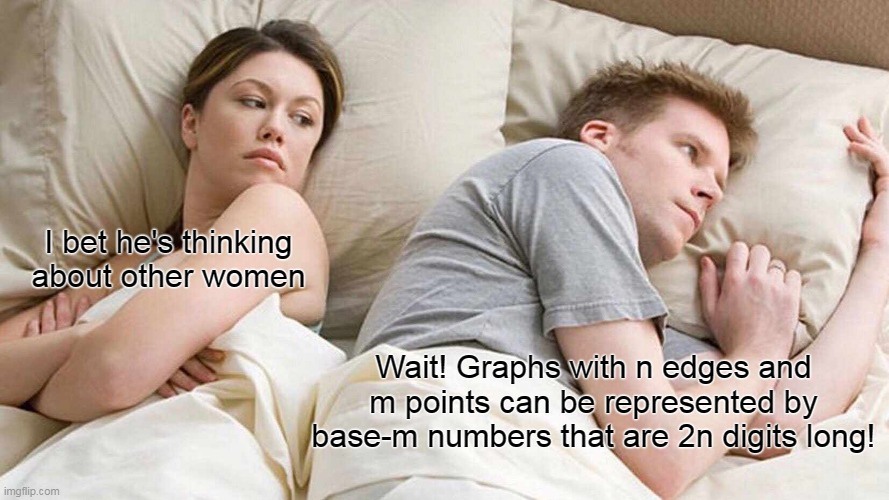 I bet he's thinking
about other women
Wait! Graphs with n edges and
m points can be represented by
base-m numbers that are 2n digits long!
imgflip.com